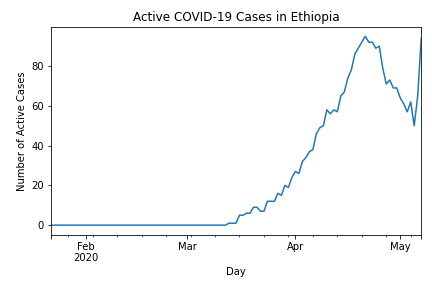 Active COVID-19 Cases in Ethiopia
Number of Active Cases
80
60
40
20
0
Feb
2020
Mar
Apr
May
Day